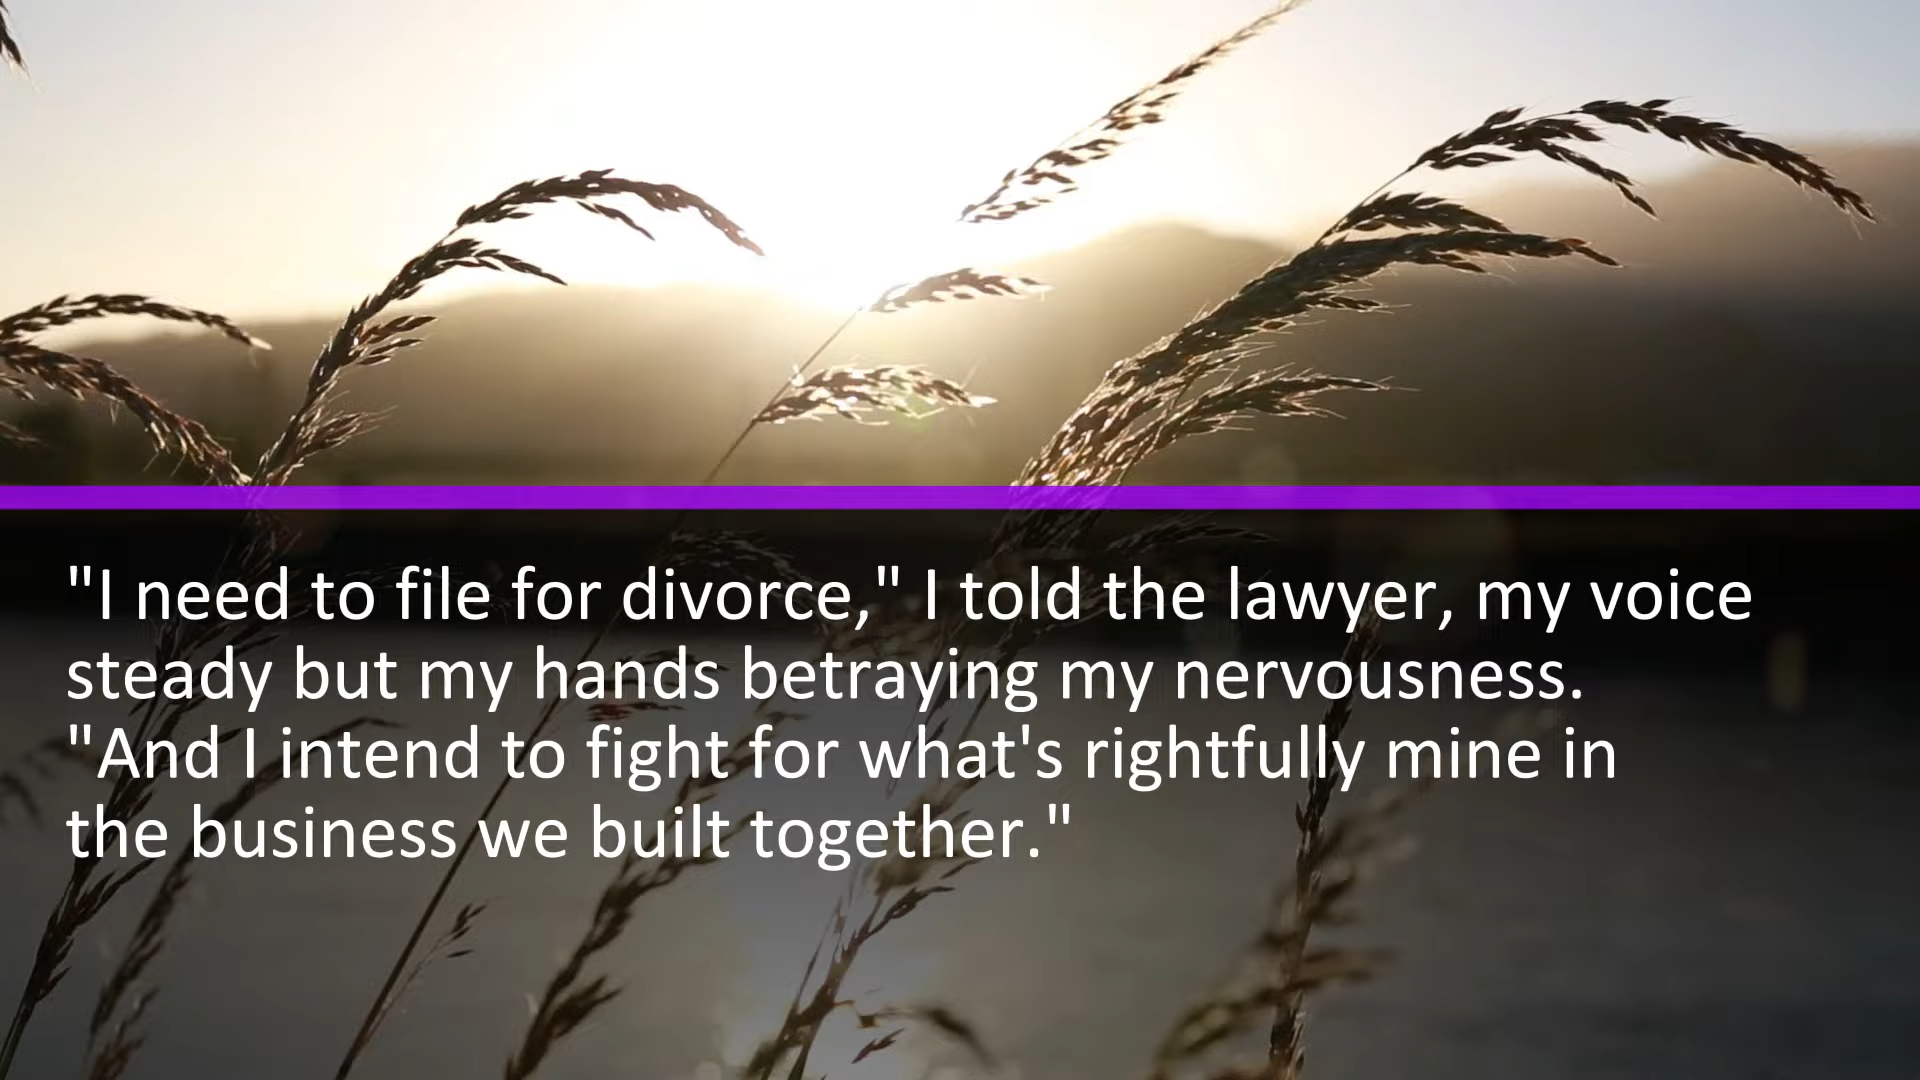 "I need to file for divorce," I told the lawyer, my voice
steady but my hands betraying my nervousness.
"And I intend to fight for what's rightfully mine in
the business we built together."